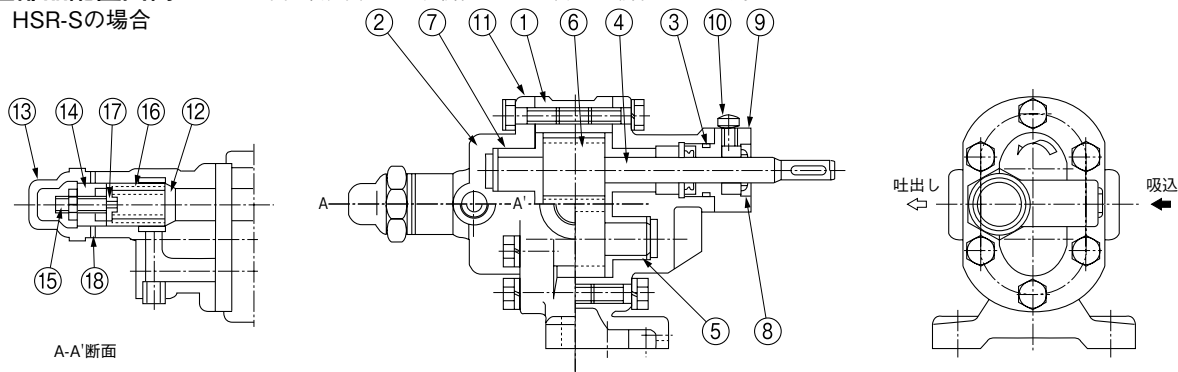 HSR-Sの場合
② ⑦ ⑪ ① ⑥ ④ ③ ⑩ ⑨
⑬ ⑭ ⑰ ⑯ ⑫
吐出し
吸込
A A'
⑮ ⑱
⑤ ⑧
A-A'断面